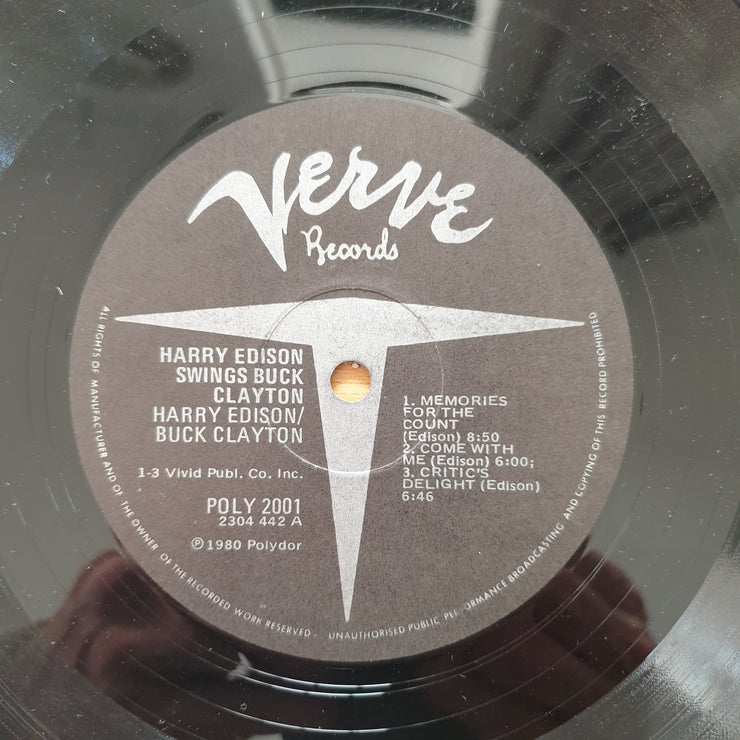 Verve
Records
HARRY EDISON
SWINGS BUCK
CLAYTON
HARRY EDISON/
BUCK CLAYTON
1-3 Vivid Publ. Co. Inc.
POLY 2001
2304 442 A
℗ 1980 Polydor
1. MEMORIES
FOR THE
COUNT
(Edison) 8:50
2. COME WITH
ME (Edison) 6:00;
3. CRITIC'S
DELIGHT (Edison)
6:46
ALL RIGHTS OF MANUFACTURER AND OF THE OWNER OF THE RECORDED WORK RESERVED - UNAUTHORISED PUBLIC PERFORMANCE BROADCASTING AND COPYING OF THIS RECORD PROHIBITED